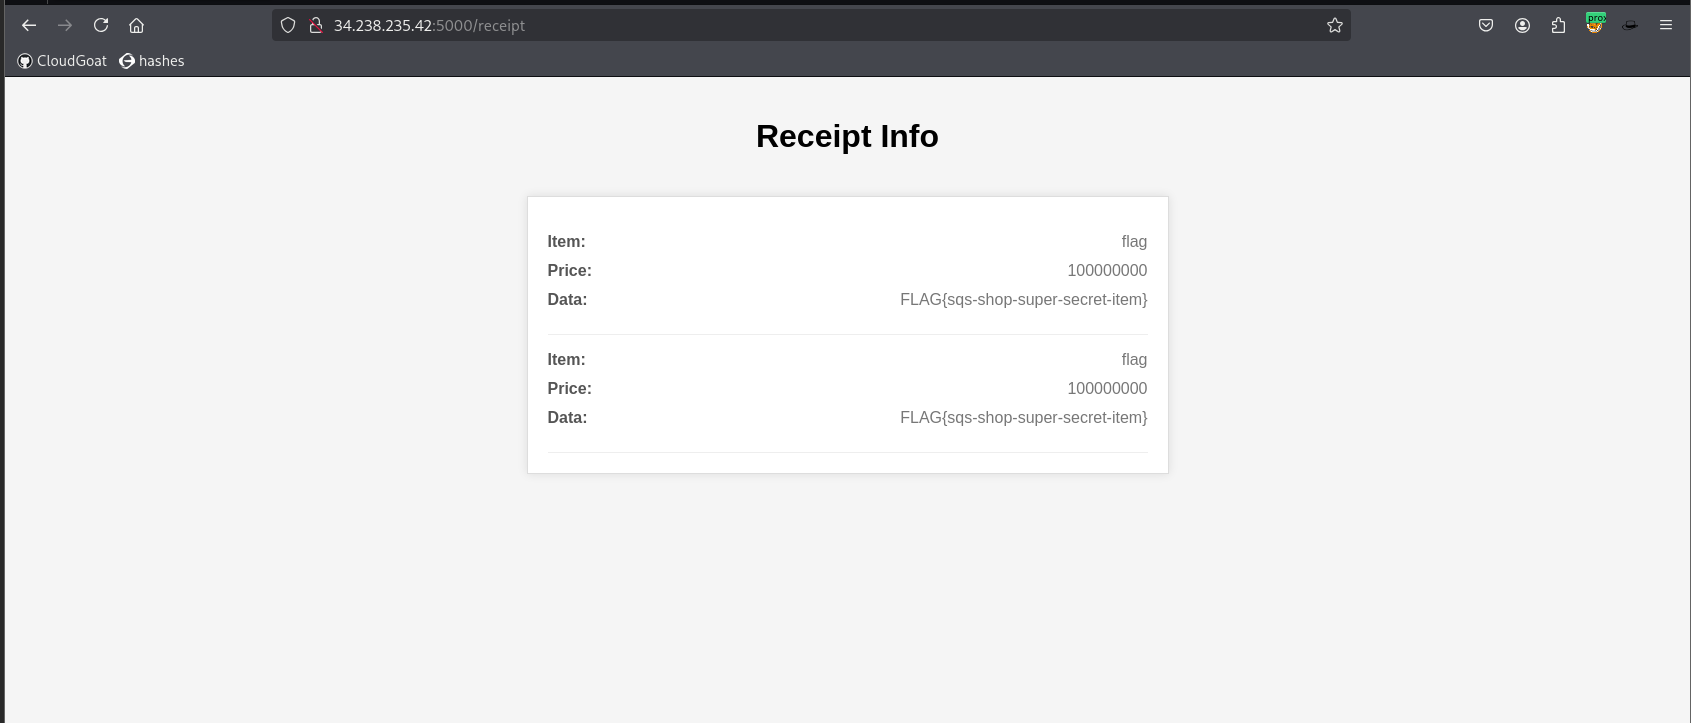 34.238.235.42:5000/receipt
CloudGoat hashes
Receipt Info
Item: flag
Price: 100000000
Data: FLAG{sqs-shop-super-secret-item}
Item: flag
Price: 100000000
Data: FLAG{sqs-shop-super-secret-item}